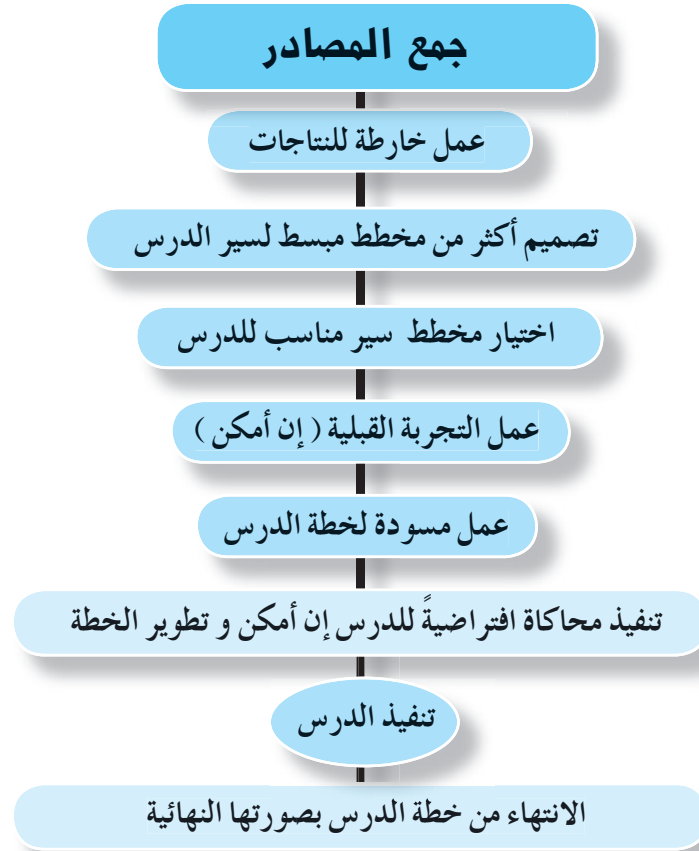 جمع المصادر
عمل خارطة للنتاجات
تصميم أكثر من مخطط مبسط لسير الدرس
اختيار مخطط سير مناسب للدرس
عمل التجربة القبلية ( إن أمكن )
عمل مسودة لخطة الدرس
تنفيذ محاكاة افتراضيةً للدرس إن أمكن و تطوير الخطة
تنفيذ الدرس
الانتهاء من خطة الدرس بصورتها النهائية